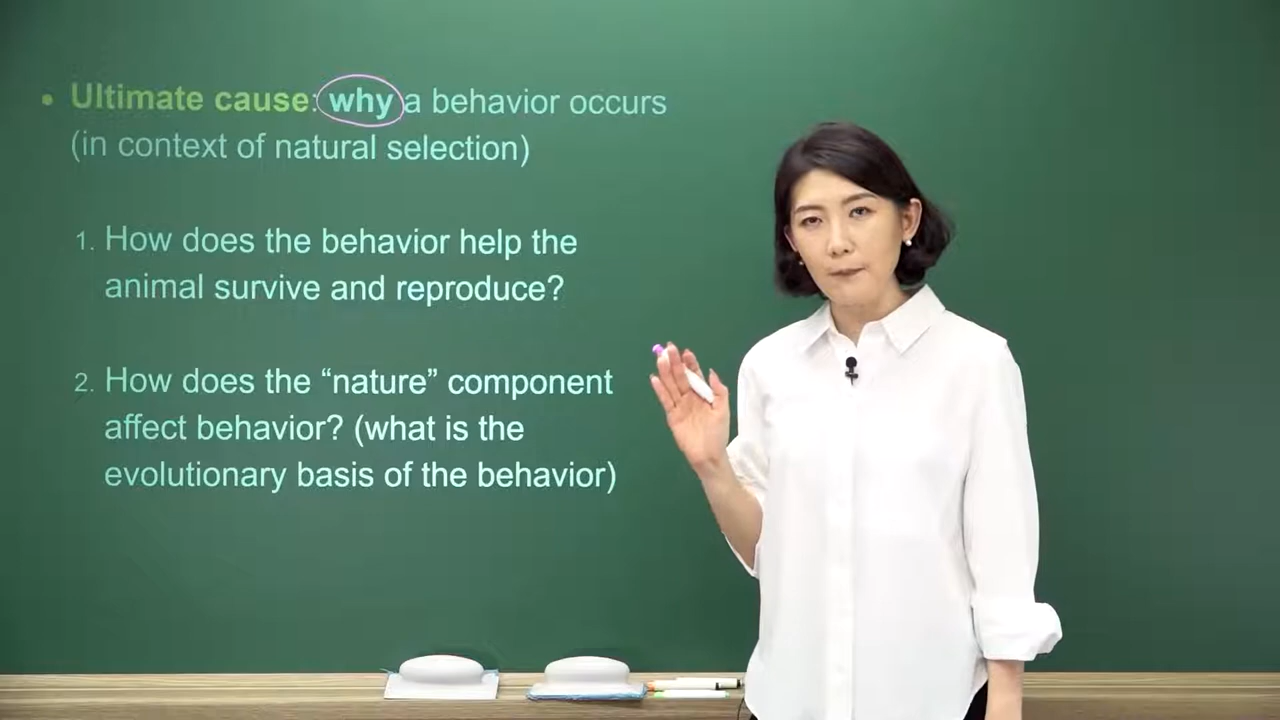 • Ultimate cause: why a behavior occurs
(in context of natural selection)
1. How does the behavior help the
animal survive and reproduce?
2. How does the “nature” component
affect behavior? (what is the
evolutionary basis of the behavior)